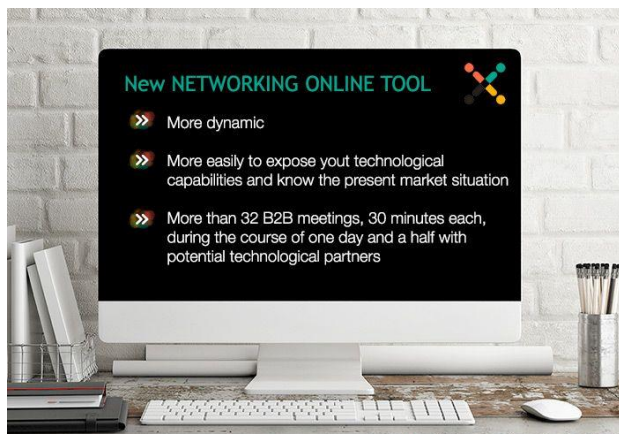 New NETWORKING ONLINE TOOL
More dynamic
More easily to expose yout technological
capabilities and know the present market situation
More than 32 B2B meetings, 30 minutes each,
during the course of one day and a half with
potential technological partners